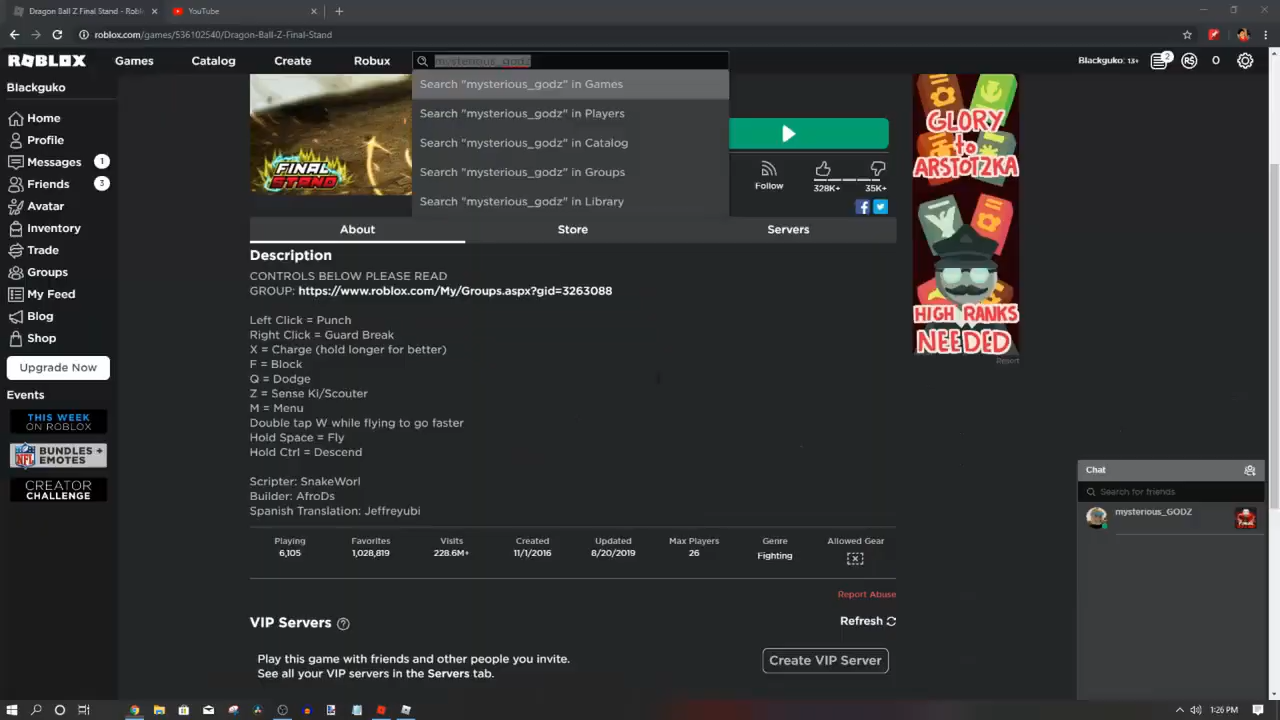 Dragon Ball Z Final Stand - Robl
YouTube
roblox.com/games/536102540/Dragon-Ball-Z-Final-Stand
ROBLOX
Games
Catalog
Create
Robux
mysterious_godz
Blackguko: 13+
2
0
Search "mysterious_godz" in Games
Search "mysterious_godz" in Players
Search "mysterious_godz" in Catalog
Search "mysterious_godz" in Groups
Search "mysterious_godz" in Library
Blackguko
Home
Profile
Messages 1
Friends 3
Avatar
Inventory
Trade
Groups
My Feed
Blog
Shop
Upgrade Now
Events
THIS WEEK
ON ROBLOX
NFL BUNDLES +
EMOTES
CREATOR
CHALLENGE
FINAL
STAND
Follow
328K+
35K+
About
Store
Servers
Description
CONTROLS BELOW PLEASE READ
GROUP: https://www.roblox.com/My/Groups.aspx?gid=3263088
Left Click = Punch
Right Click = Guard Break
X = Charge (hold longer for better)
F = Block
Q = Dodge
Z = Sense Ki/Scouter
M = Menu
Double tap W while flying to go faster
Hold Space = Fly
Hold Ctrl = Descend
Scripter: SnakeWorl
Builder: AfroDs
Spanish Translation: Jeffreyubi
Playing
6,105
Favorites
1,028,819
Visits
228.6M+
Created
11/1/2016
Updated
8/20/2019
Max Players
26
Genre
Fighting
Allowed Gear
Report Abuse
VIP Servers
Refresh
Play this game with friends and other people you invite.
See all your VIP servers in the Servers tab.
Create VIP Server
GLORY
to
ARSTOTZKA
HIGH RANKS
NEEDED
Report
Chat
Search for friends
mysterious_GODZ
1:26 PM